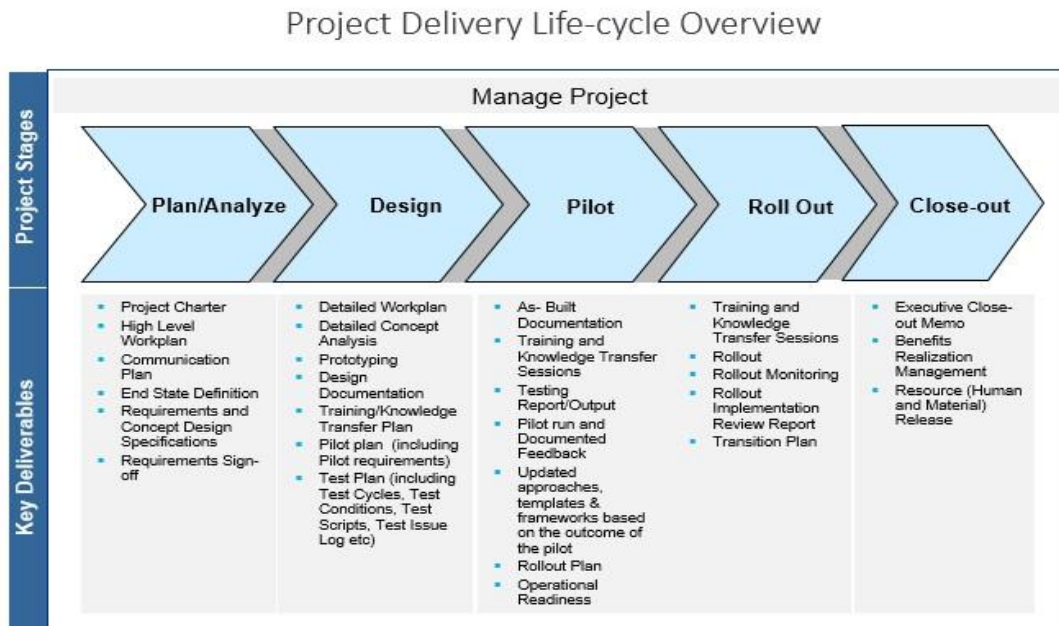 Project Delivery Life-cycle Overview
Project Stages
Manage Project
Plan/Analyze
Design
Pilot
Roll Out
Close-out
Key Deliverables
Project Charter
High Level
Workplan
Communication
Plan
End State Definition
Requirements and
Concept Design
Specifications
Requirements Sign-
off
Detailed Workplan
Detailed Concept
Analysis
Prototyping
Design
Documentation
Training/Knowledge
Transfer Plan
Pilot plan (including
Pilot requirements)
Test Plan (including
Test Cycles, Test
Conditions, Test
Scripts, Test Issue
Log etc)
As- Built
Documentation
Training and
Knowledge Transfer
Sessions
Testing
Report/Output
Pilot run and
Documented
Feedback
Updated
approaches,
templates &
frameworks based
on the outcome of
the pilot
Rollout Plan
Operational
Readiness
Training and
Knowledge
Transfer Sessions
Rollout
Rollout Monitoring
Rollout
Implementation
Review Report
Transition Plan
Executive Close-
out Memo
Benefits
Realization
Management
Resource (Human
and Material)
Release